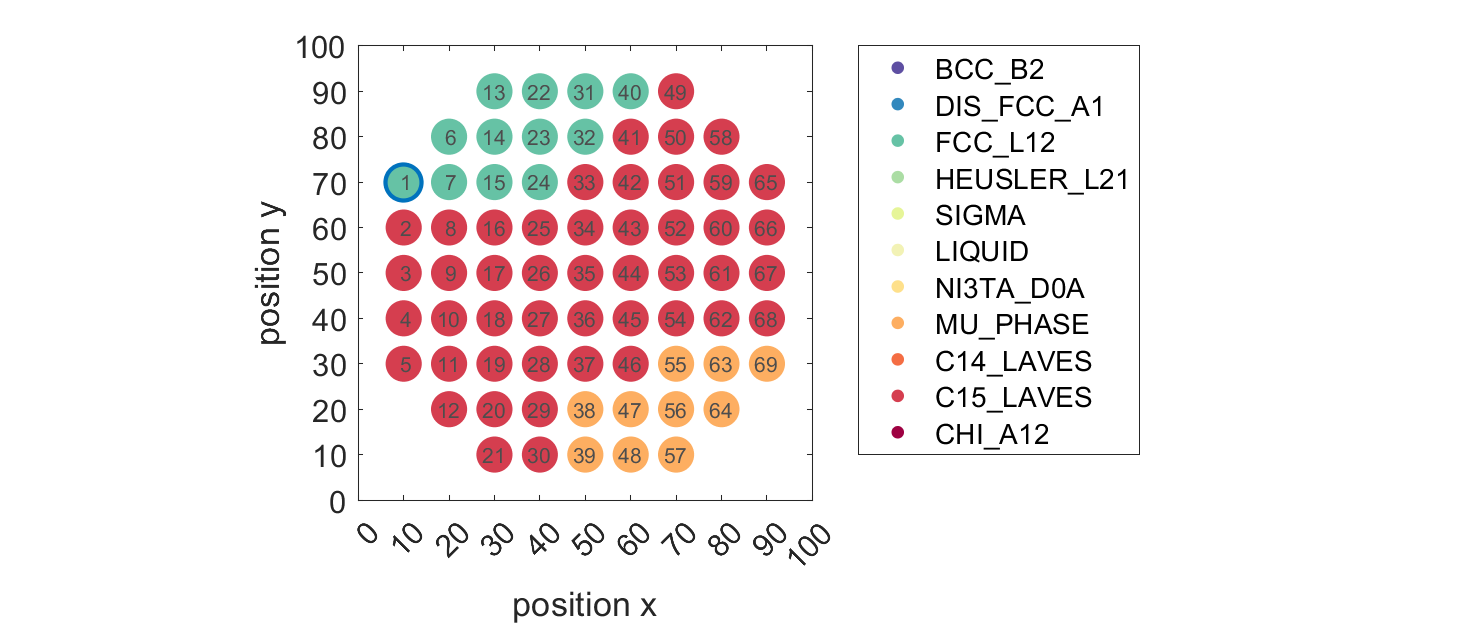 100
90
80
70
60
50
40
30
20
10
0
position y
13 22 31 40 49
6 14 23 32 41 50 58
1 7 15 24 33 42 51 59 65
2 8 16 25 34 43 52 60 66
3 9 17 26 35 44 53 61 67
4 10 18 27 36 45 54 62 68
5 11 19 28 37 46 55 63 69
12 20 29 38 47 56 64
21 30 39 48 57
0 10 20 30 40 50 60 70 80 90 100
position x
BCC_B2
DIS_FCC_A1
FCC_L12
HEUSLER_L21
SIGMA
LIQUID
NI3TA_D0A
MU_PHASE
C14_LAVES
C15_LAVES
CHI_A12